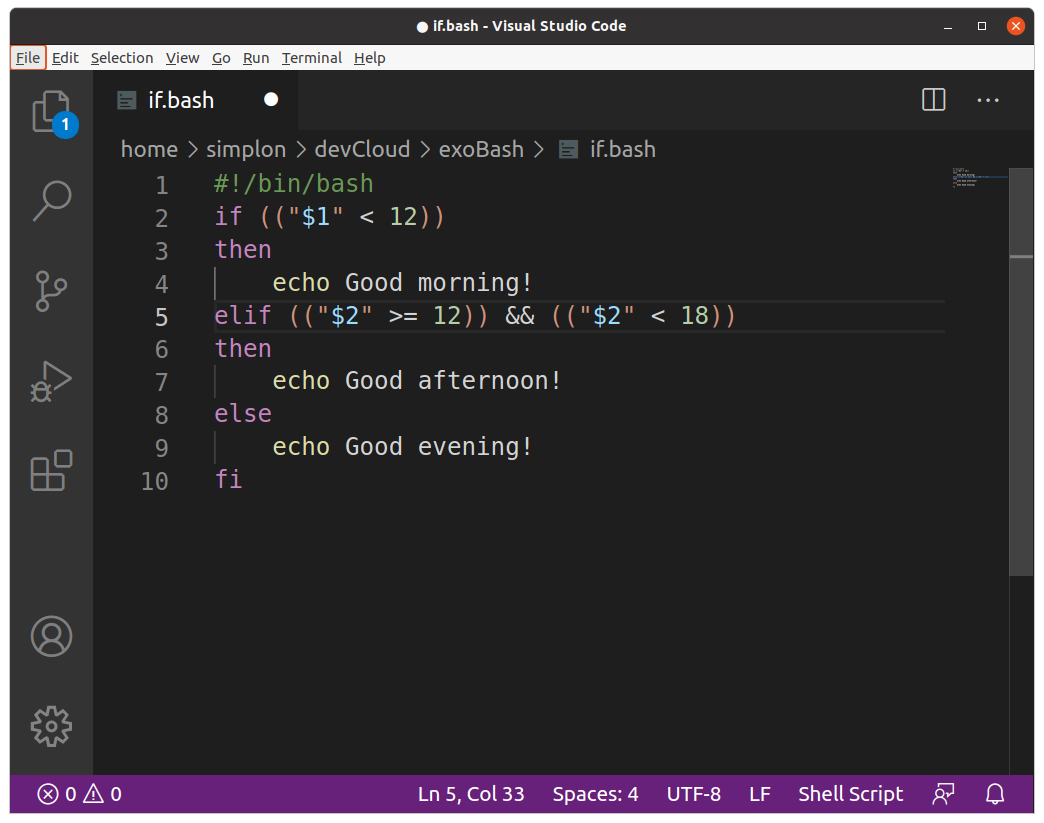 ● if.bash - Visual Studio Code
File Edit Selection View Go Run Terminal Help
1
if.bash ●
home > simplon > devCloud > exoBash > if.bash
1 #!/bin/bash
2 if (("$1" < 12))
3 then
4     echo Good morning!
5 elif (("$2" >= 12)) && (("$2" < 18))
6 then
7     echo Good afternoon!
8 else
9     echo Good evening!
10 fi
0 0 Ln 5, Col 33 Spaces: 4 UTF-8 LF Shell Script